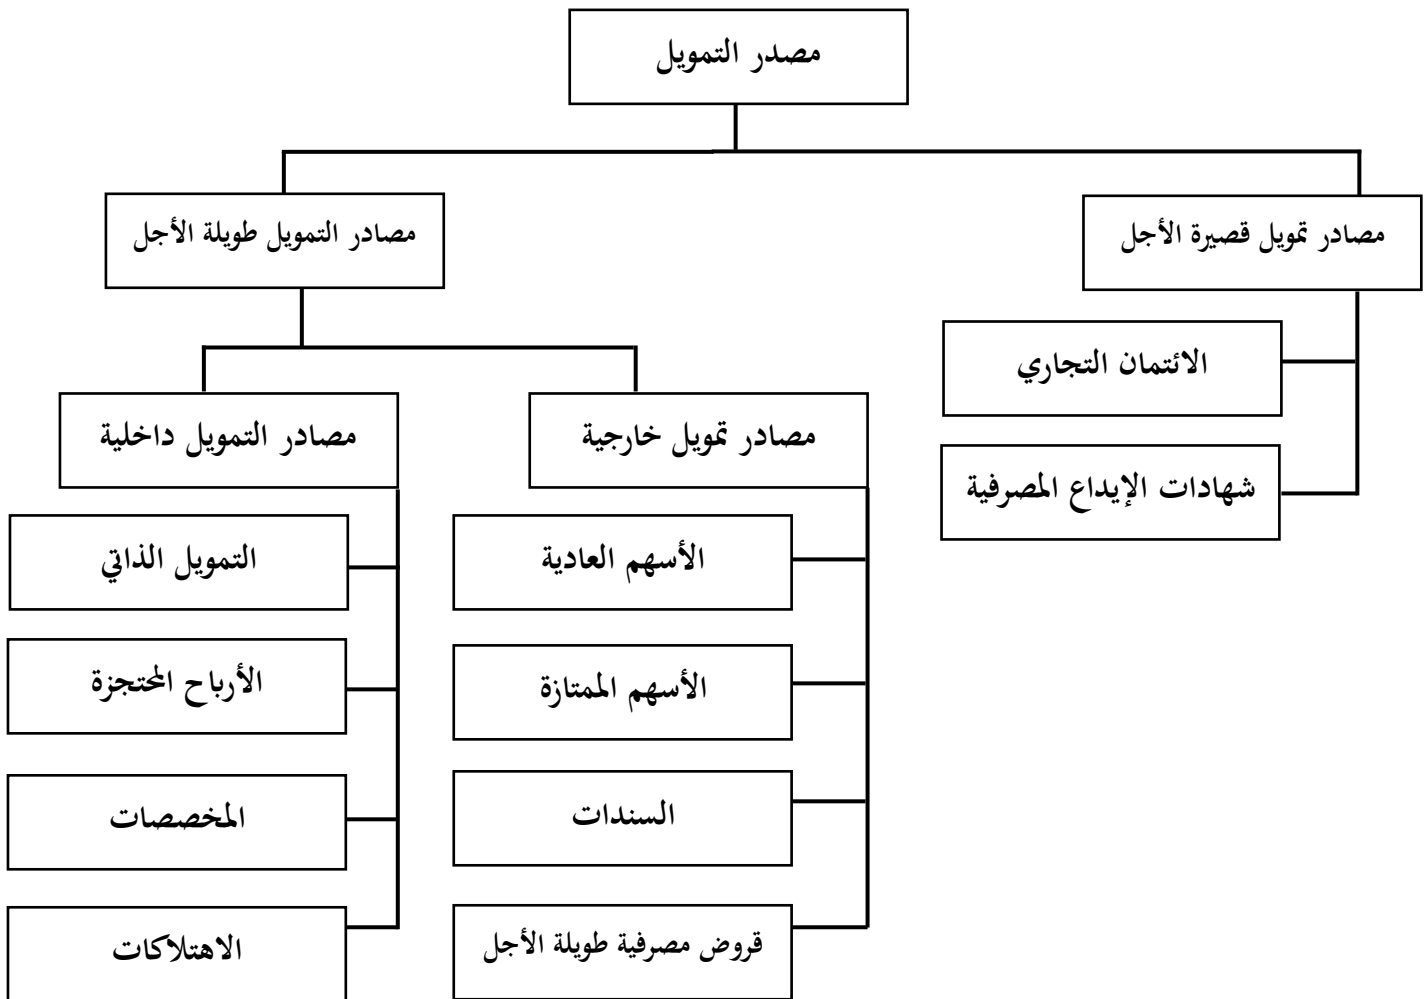 مصدر التمويل
مصادر تمويل قصيرة الأجل
مصادر التمويل طويلة الأجل
الائتمان التجاري
شهادات الإيداع المصرفية
مصادر تمويل خارجية
مصادر التمويل داخلية
الأسهم العادية
التمويل الذاتي
الأسهم الممتازة
الأرباح المحتجزة
السندات
المخصصات
قروض مصرفية طويلة الأجل
الاهتلاكات